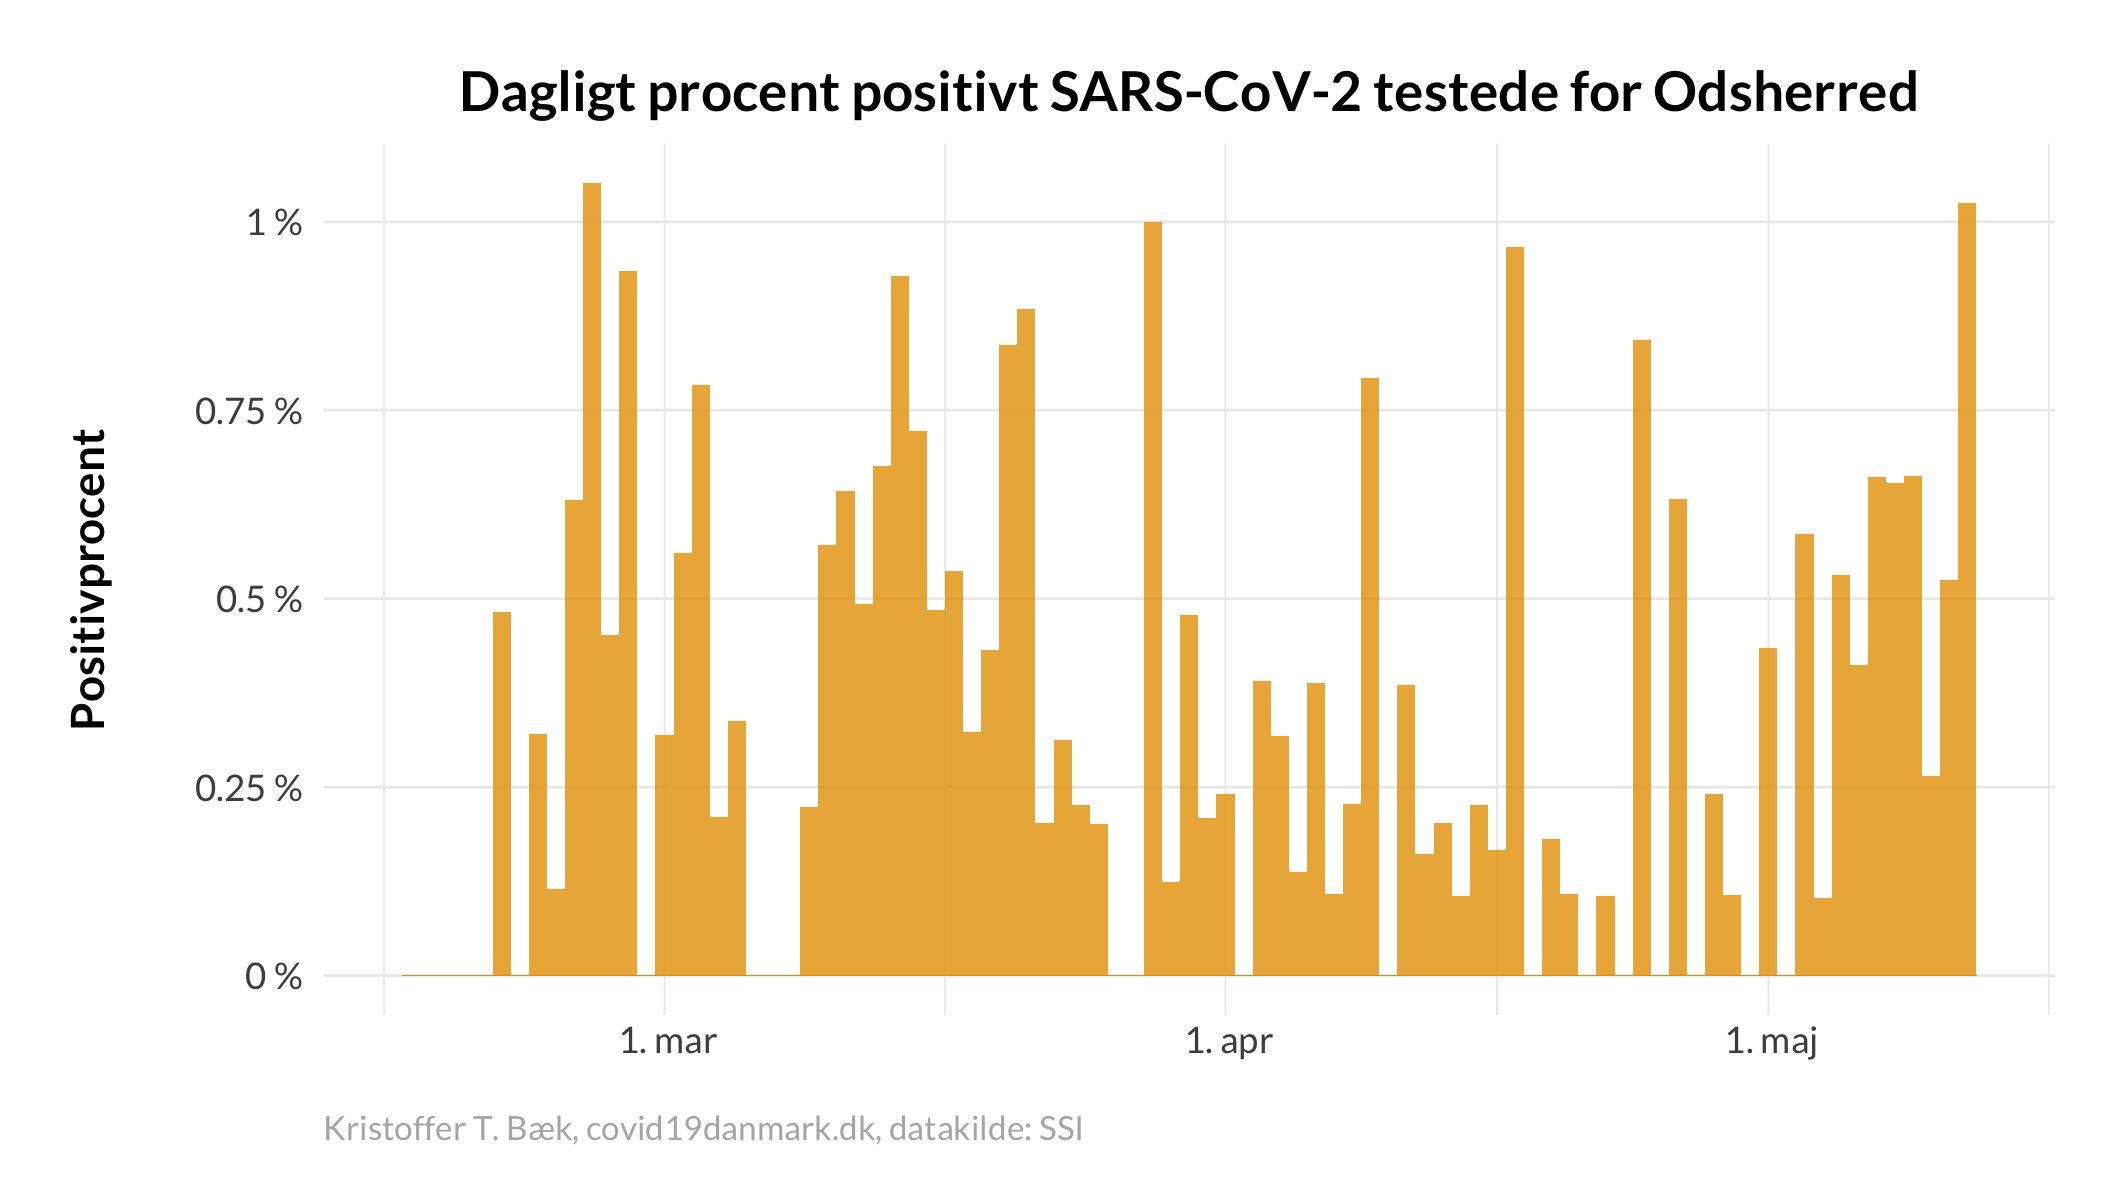 Dagligt procent positivt SARS-CoV-2 testede for Odsherred
Positivprocent
1 %
0.75 %
0.5 %
0.25 %
0 %
1. mar
1. apr
1. maj
Kristoffer T. Bæk, covid19danmark.dk, datakilde: SSI